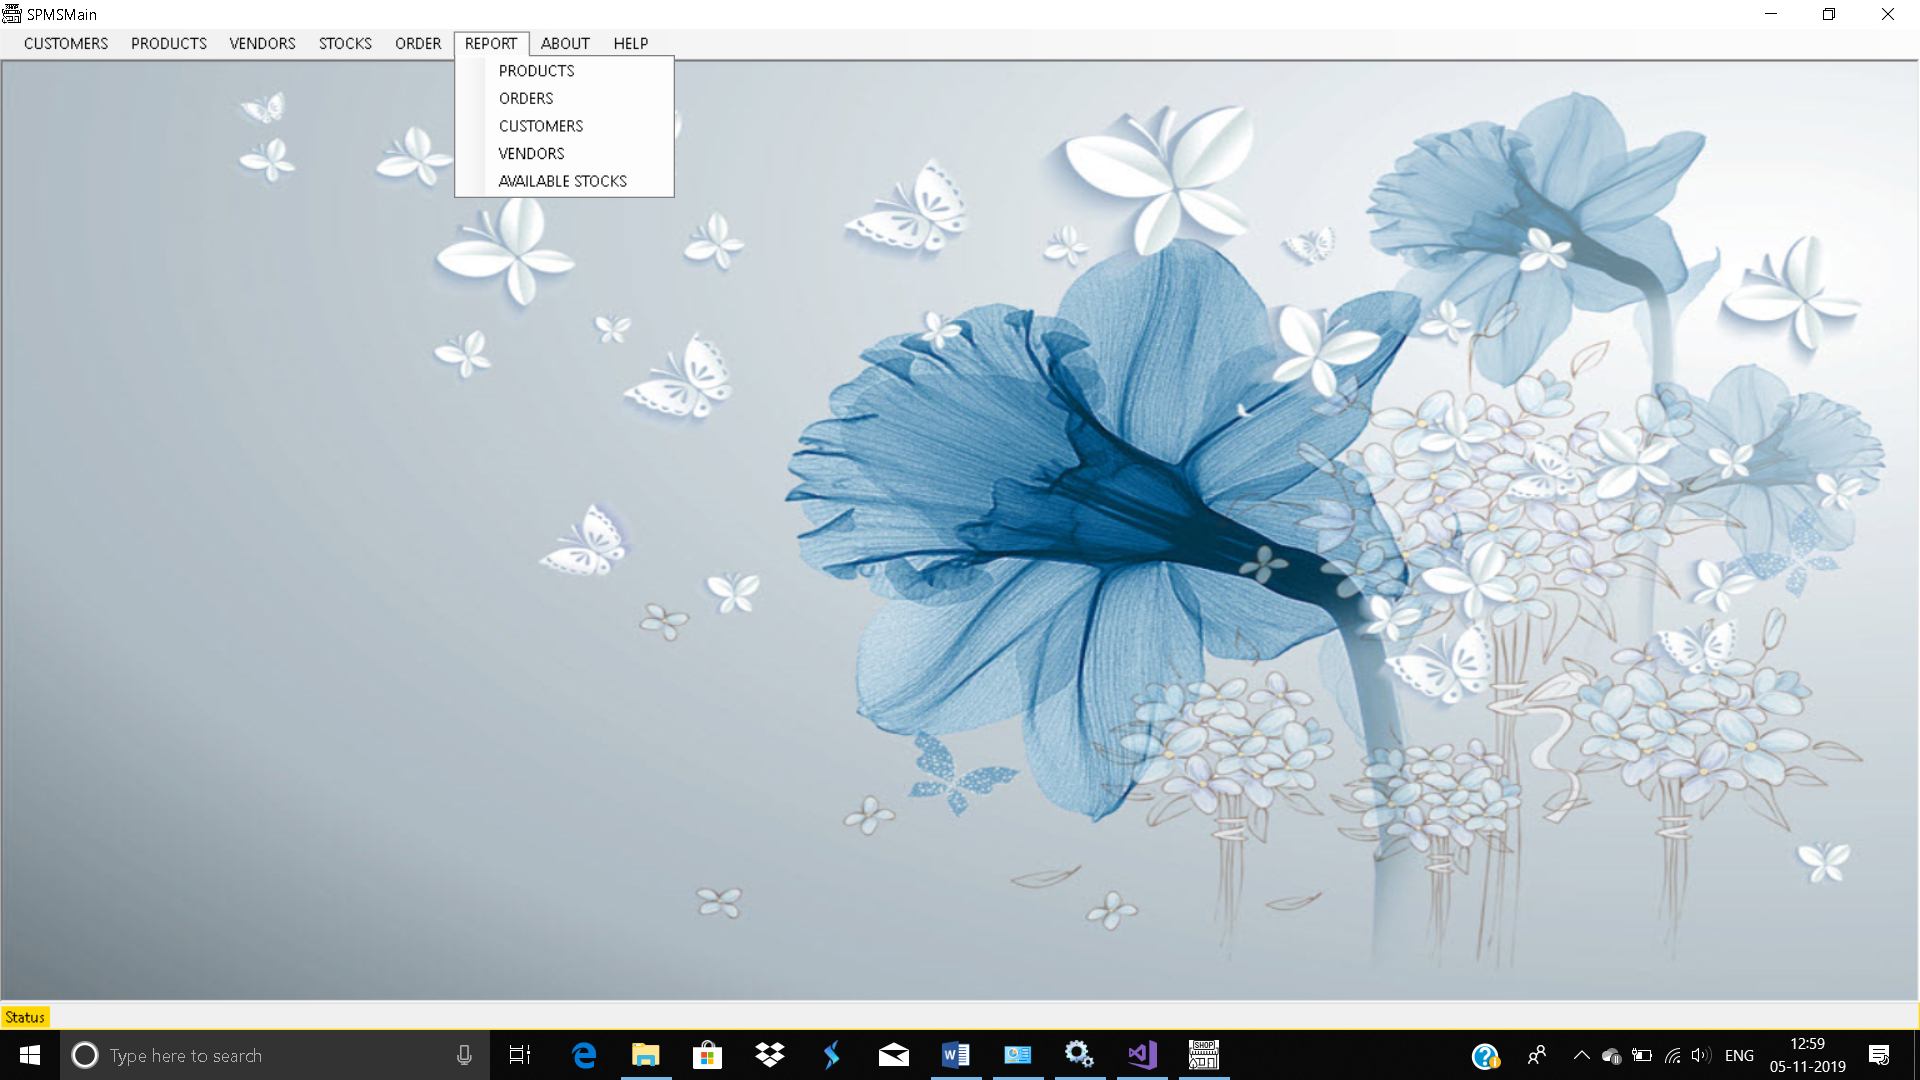 SPMSMain
CUSTOMERS PRODUCTS VENDORS STOCKS ORDER REPORT ABOUT HELP
PRODUCTS
ORDERS
CUSTOMERS
VENDORS
AVAILABLE STOCKS
Status
Type here to search
SHOP
ENG
12:59
05-11-2019